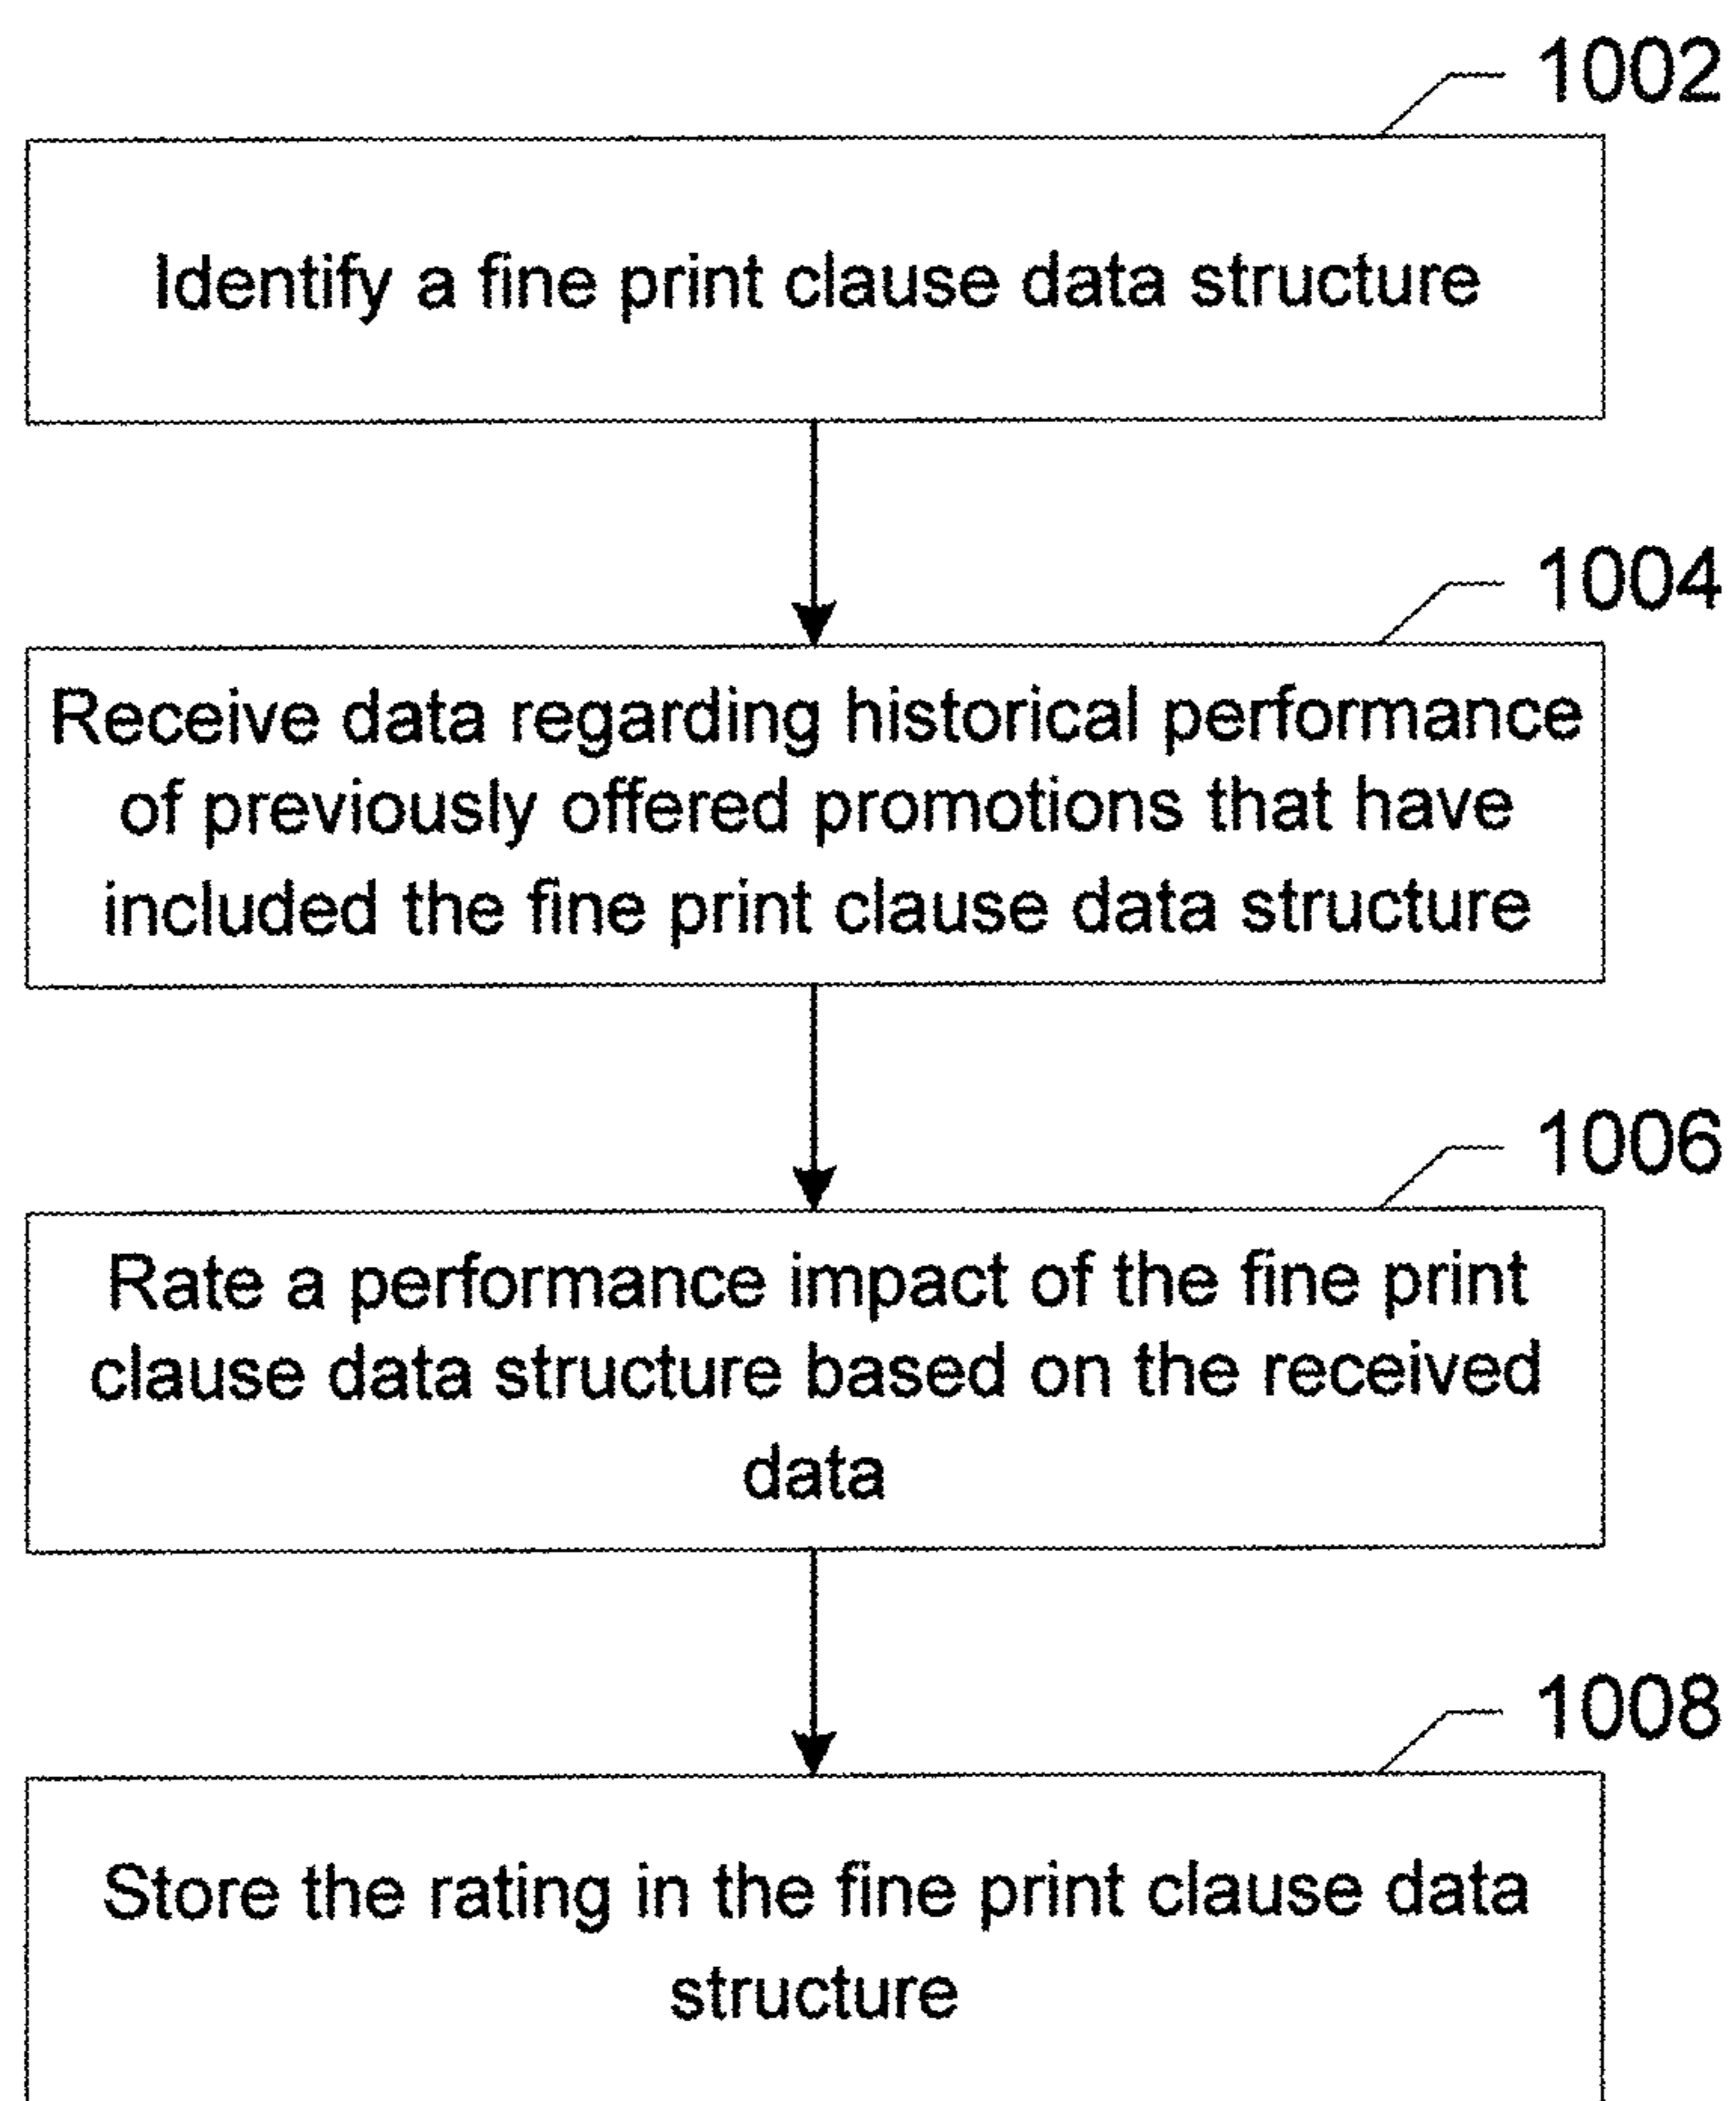 1002
Identify a fine print clause data structure
1004
Receive data regarding historical performance
of previously offered promotions that have
included the fine print clause data structure
1006
Rate a performance impact of the fine print
clause data structure based on the received
data
1008
Store the rating in the fine print clause data
structure